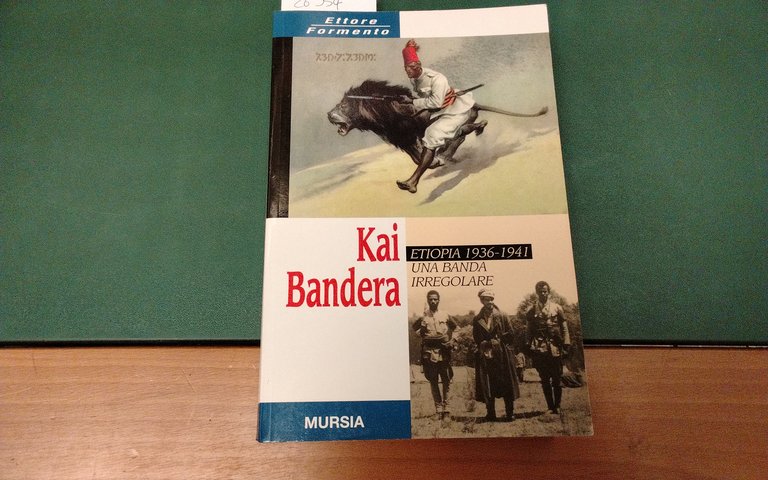 Ettore
Formento
Kai
Bandera
ETIOPIA 1936-1941
UNA BANDA
IRREGOLARE
MURSIA